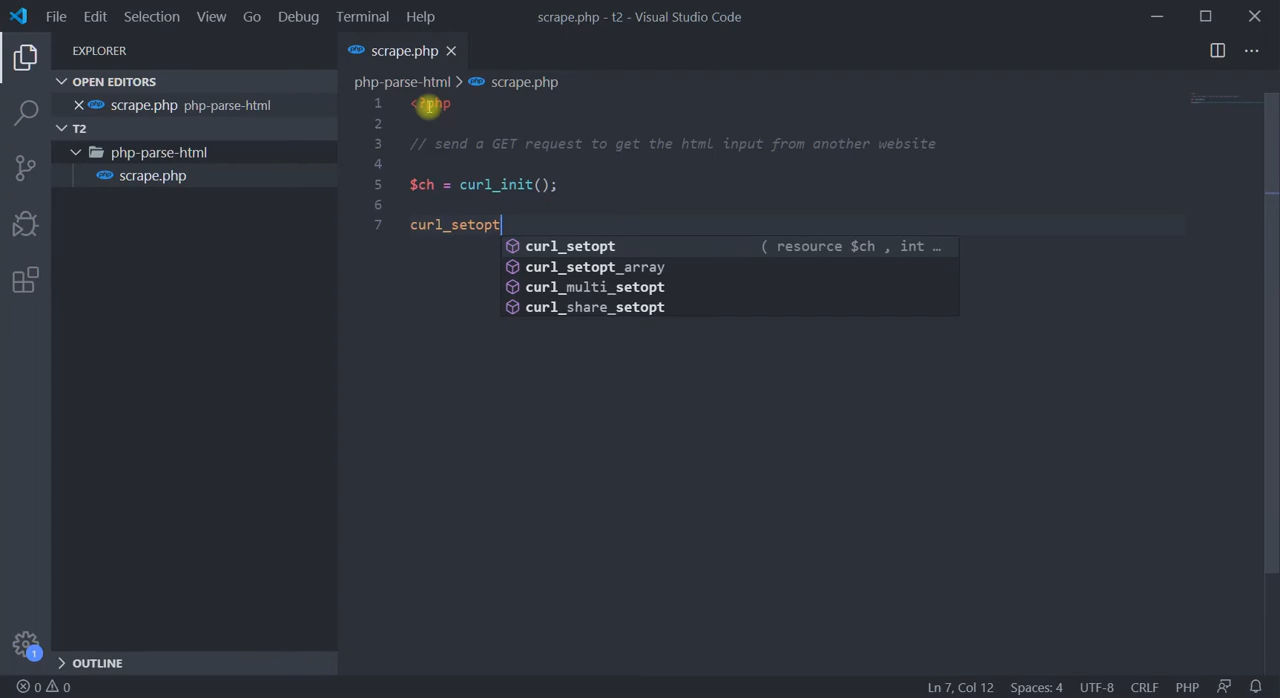 File Edit Selection View Go Debug Terminal Help
scrape.php - t2 - Visual Studio Code
EXPLORER
OPEN EDITORS
scrape.php php-parse-html
T2
php-parse-html
scrape.php
OUTLINE
scrape.php
php-parse-html > scrape.php
1 <?php
2
3 // send a GET request to get the html input from another website
4
5 $ch = curl_init();
6
7 curl_setopt
curl_setopt ( resource $ch , int …
curl_setopt_array
curl_multi_setopt
curl_share_setopt
1
0 0
Ln 7, Col 12 Spaces: 4 UTF-8 CRLF PHP